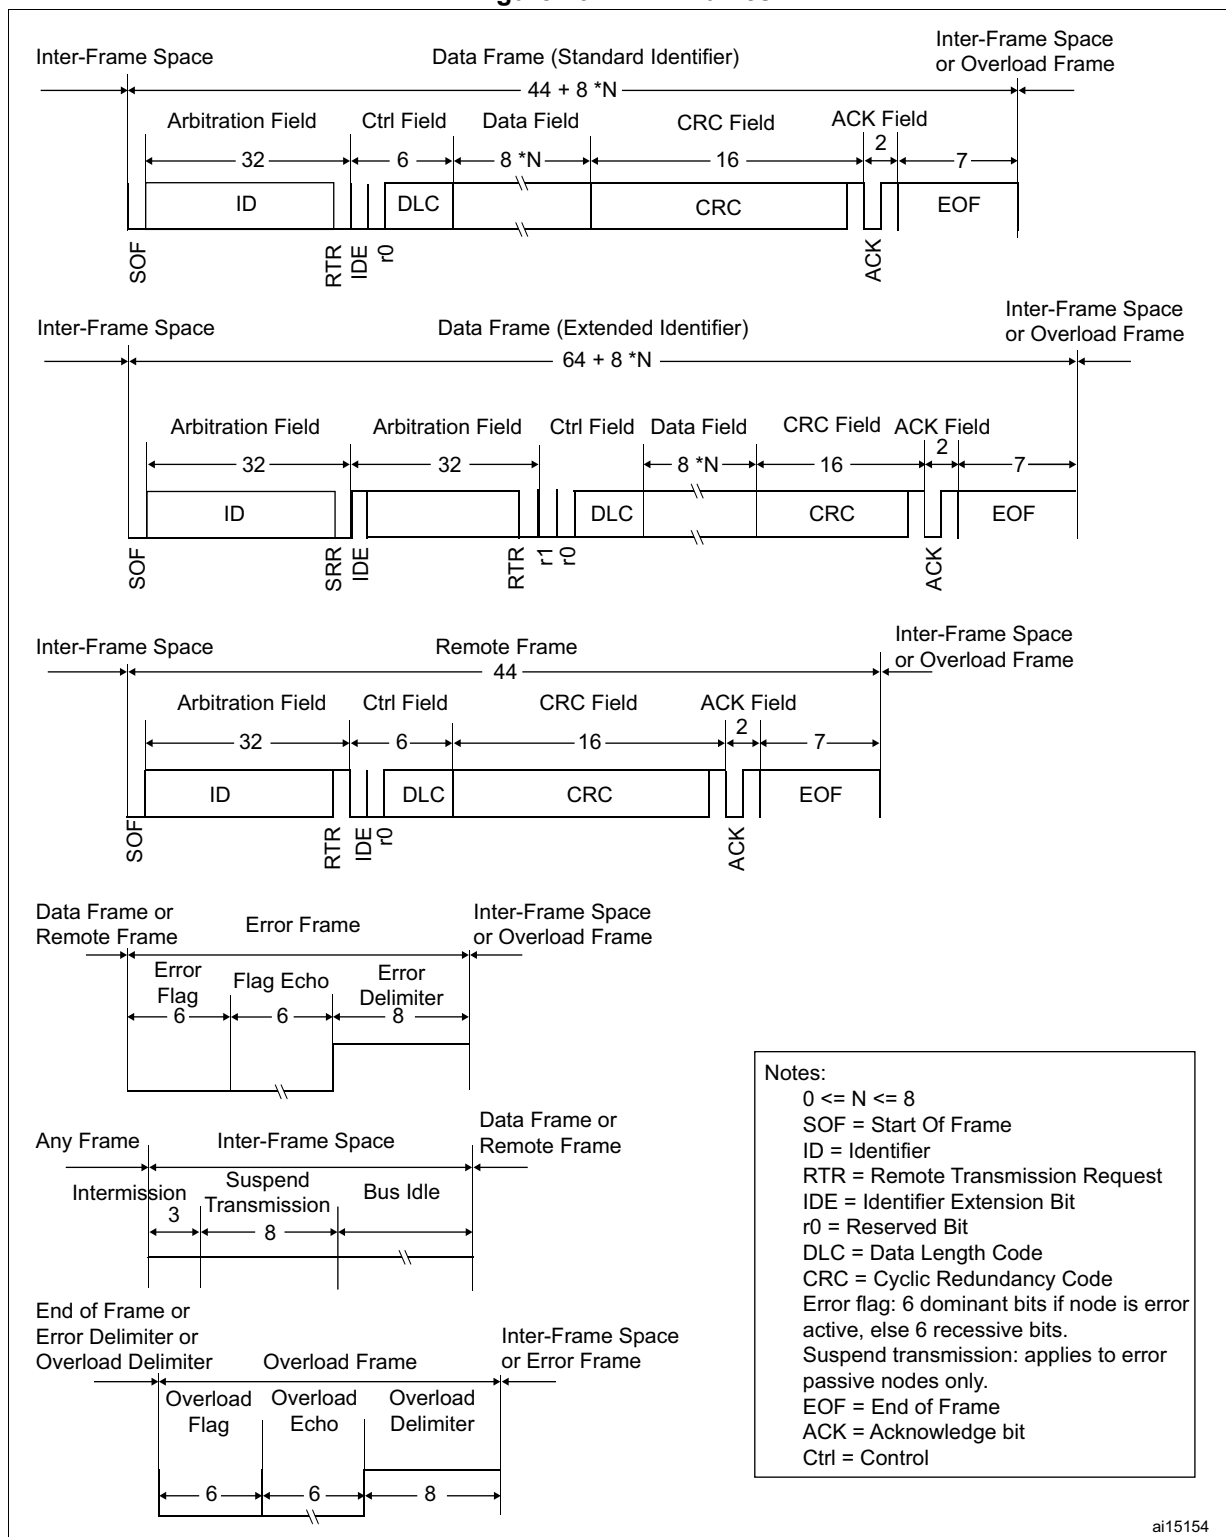 Inter-Frame Space
Data Frame (Standard Identifier)
Inter-Frame Space
or Overload Frame
44 + 8 *N
Arbitration Field
Ctrl Field
Data Field
CRC Field
ACK Field
32
6
8 *N
16
2
7
ID
DLC
CRC
EOF
SOF
RTR
IDE
r0
ACK
Inter-Frame Space
Data Frame (Extended Identifier)
Inter-Frame Space
or Overload Frame
64 + 8 *N
Arbitration Field
Arbitration Field
Ctrl Field
Data Field
CRC Field
ACK Field
32
32
8 *N
16
2
7
ID
DLC
CRC
EOF
SOF
SRR
IDE
RTR
r1
r0
ACK
Inter-Frame Space
Remote Frame
Inter-Frame Space
or Overload Frame
44
Arbitration Field
Ctrl Field
CRC Field
ACK Field
32
6
16
2
7
ID
DLC
CRC
EOF
SOF
RTR
IDE
r0
ACK
Data Frame or
Remote Frame
Error Frame
Inter-Frame Space
or Overload Frame
Error
Flag
Flag Echo
Error
Delimiter
6
6
8
Any Frame
Inter-Frame Space
Data Frame or
Remote Frame
Intermission
Suspend
Transmission
Bus Idle
3
8
End of Frame or
Error Delimiter or
Overload Delimiter
Overload Frame
Inter-Frame Space
or Error Frame
Overload
Flag
Overload
Echo
Overload
Delimiter
6
6
8
Notes:
0 <= N <= 8
SOF = Start Of Frame
ID = Identifier
RTR = Remote Transmission Request
IDE = Identifier Extension Bit
r0 = Reserved Bit
DLC = Data Length Code
CRC = Cyclic Redundancy Code
Error flag: 6 dominant bits if node is error
active, else 6 recessive bits.
Suspend transmission: applies to error
passive nodes only.
EOF = End of Frame
ACK = Acknowledge bit
Ctrl = Control
ai15154